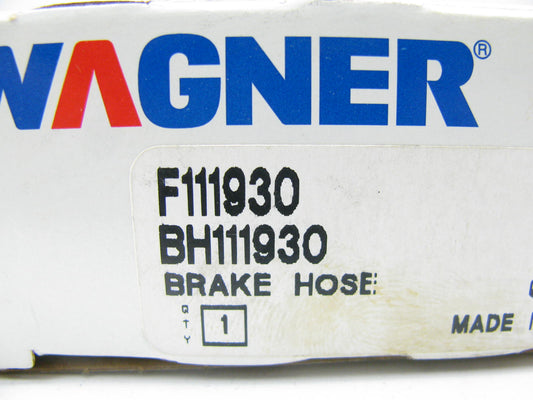 WAGNER®
F111930
BH111930
BRAKE HOSE
QTY 1
MADE